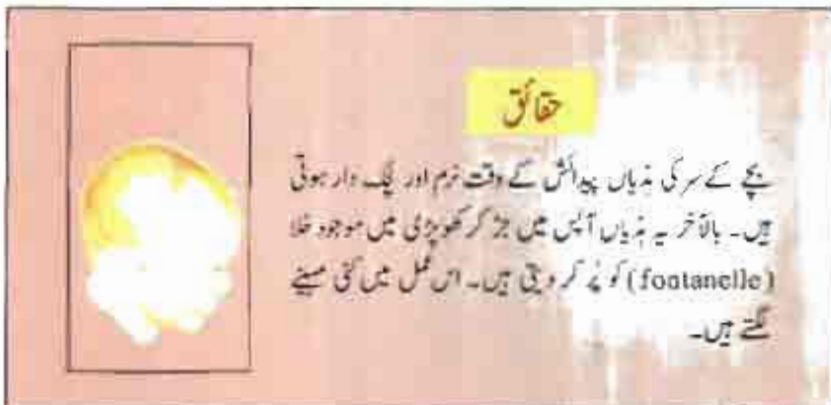 حقائق
بچے کے سر کی ہڈیاں پیدائش کے وقت نرم اور لچک دار ہوتی
ہیں۔ بالآخر یہ ہڈیاں آپس میں جڑ کر کھوپڑی میں موجود خلا
(fontanelle) کو پُر کر دیتی ہیں۔ اس عمل میں کئی مہینے
لگتے ہیں۔